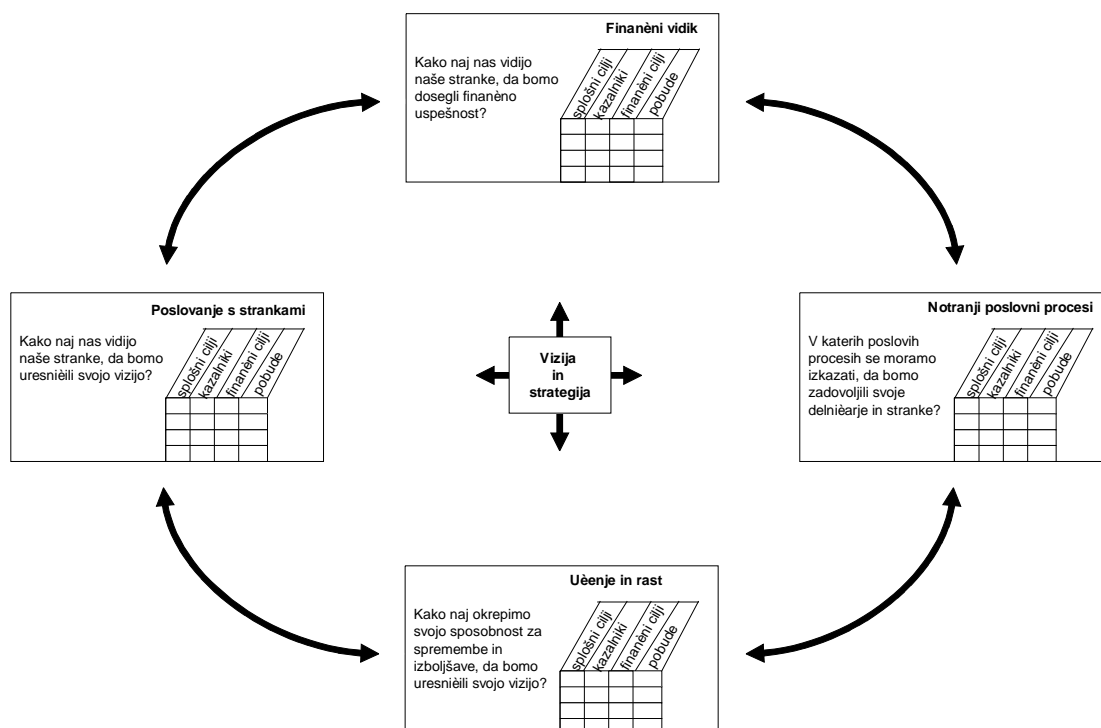 Finanèni vidik
Kako naj nas vidijo
naše stranke, da bomo
dosegli finanèno
uspešnost?
splošni cilji
kazalniki
finanèni cilji
pobude
Poslovanje s strankami
Kako naj nas vidijo
naše stranke, da bomo
uresnièili svojo vizijo?
splošni cilji
kazalniki
finanèni cilji
pobude
Vizija
in
strategija
Notranji poslovni procesi
V katerih poslovih
procesih se moramo
izkazati, da bomo
zadovoljili svoje
delnièarje in stranke?
splošni cilji
kazalniki
finanèni cilji
pobude
Uèenje in rast
Kako naj okrepimo
svojo sposobnost za
spremembe in
izboljšave, da bomo
uresnièili svojo vizijo?
splošni cilji
kazalniki
finanèni cilji
pobude